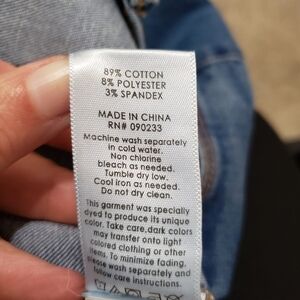 89% COTTON
8% POLYESTER
3% SPANDEX
MADE IN CHINA
RN# 090233
Machine wash separately
in cold water.
Non chlorine
bleach as needed.
Tumble dry low.
Cool iron as needed.
Do not dry clean.
This garment was specially
dyed to produce its unique
color. Take care,dark colors
may transfer onto light
colored clothing or other
items. To minimize fading,
please wash separately and
follow care instructions.